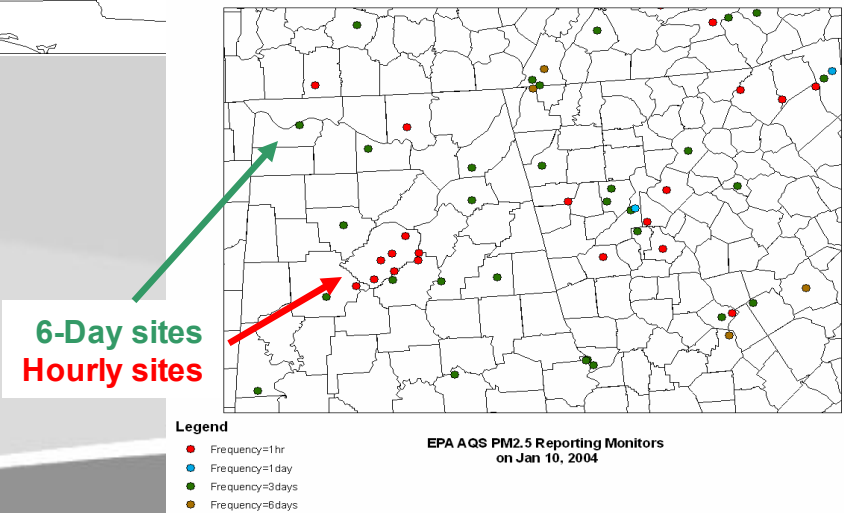 6-Day sites
Hourly sites
Legend
Frequency=1hr
Frequency=1day
Frequency=3days
Frequency=6days
EPA AQS PM2.5 Reporting Monitors
on Jan 10, 2004